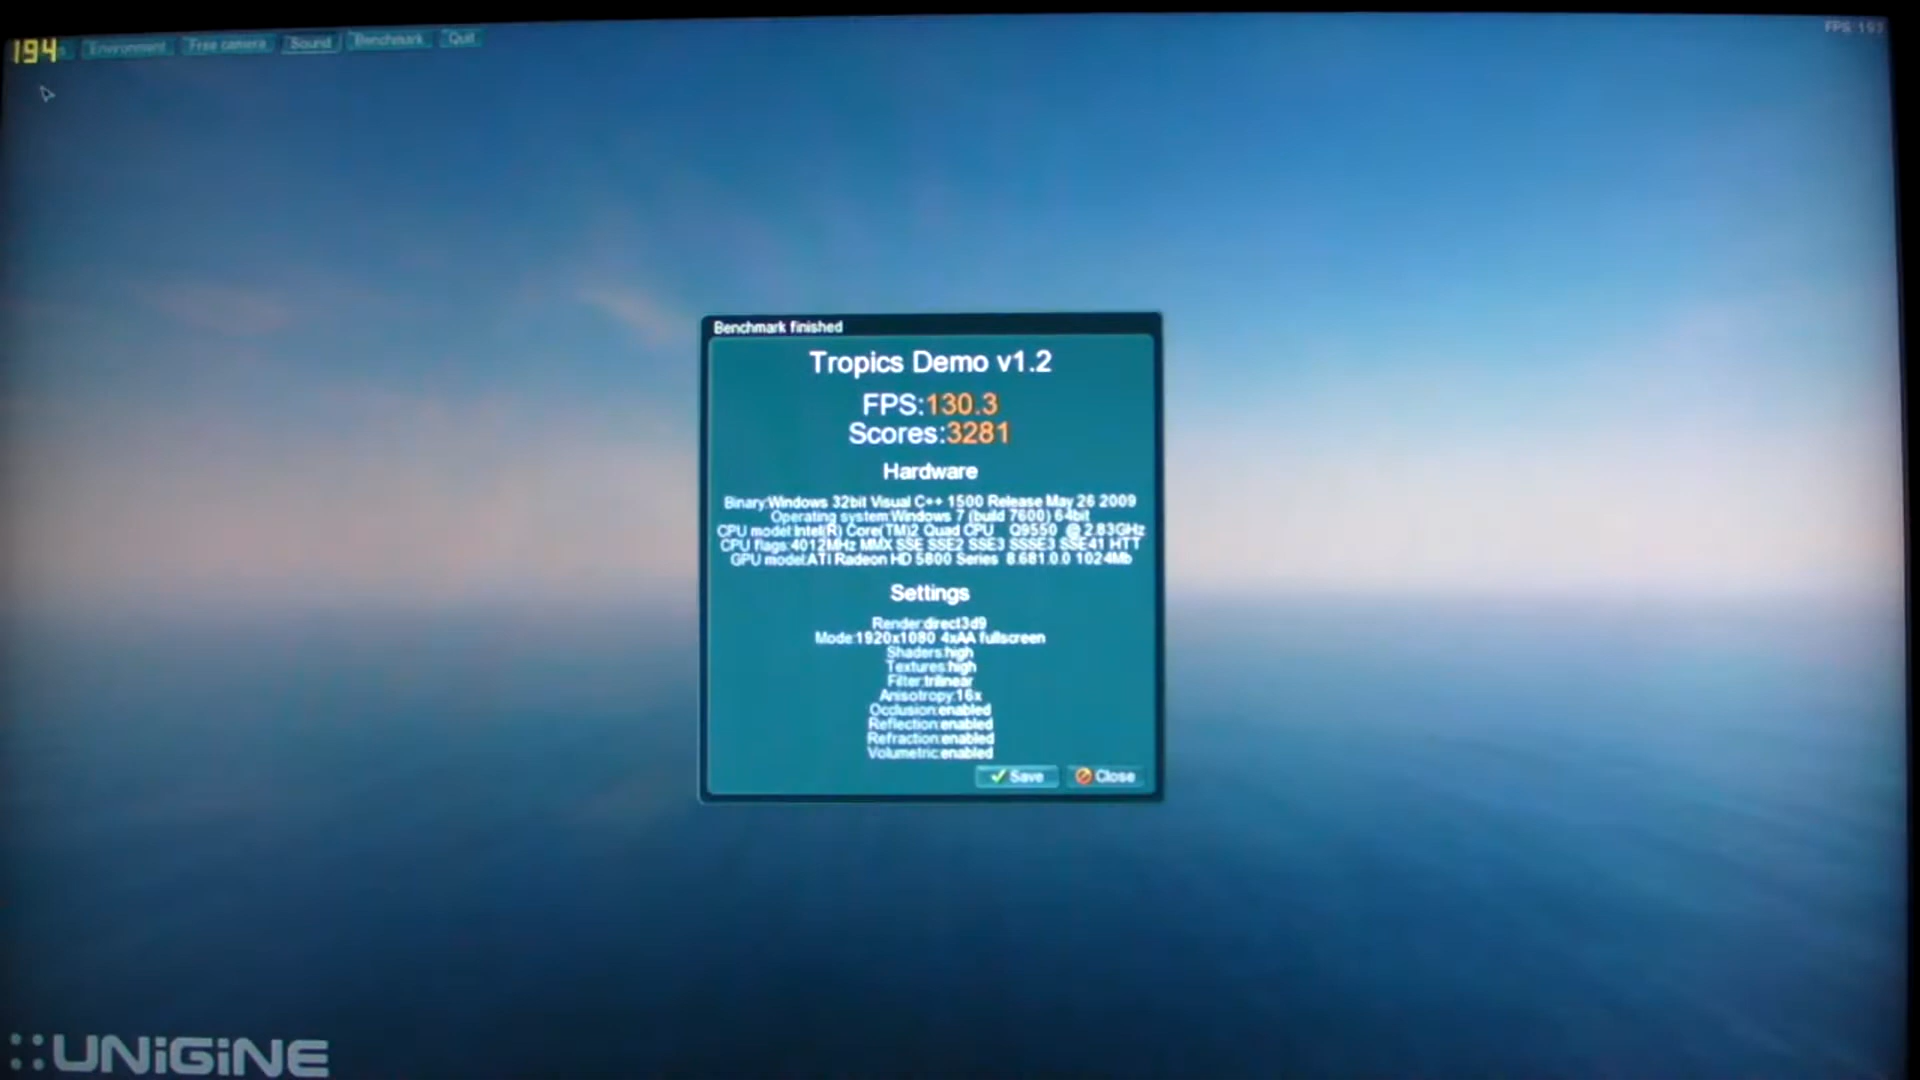 194
Environment
Free camera
Sound
Benchmark
Quit
FPS: 193
Benchmark finished
Tropics Demo v1.2
FPS:130.3
Scores:3281
Hardware
Binary:Windows 32bit Visual C++ 1500 Release May 26 2009
Operating system:Windows 7 (build 7600) 64bit
CPU model:Intel(R) Core(TM)2 Quad CPU Q9550 @ 2.83GHz
CPU flags:4012MHz MMX SSE SSE2 SSE3 SSSE3 SSE41 HTT
GPU model:ATI Radeon HD 5800 Series 8.681.0.0 1024Mb
Settings
Render:direct3d9
Mode:1920x1080 4xAA fullscreen
Shaders:high
Textures:high
Filter:trilinear
Anisotropy:16x
Occlusion:enabled
Reflection:enabled
Refraction:enabled
Volumetric:enabled
Save
Close
UNiGiNE